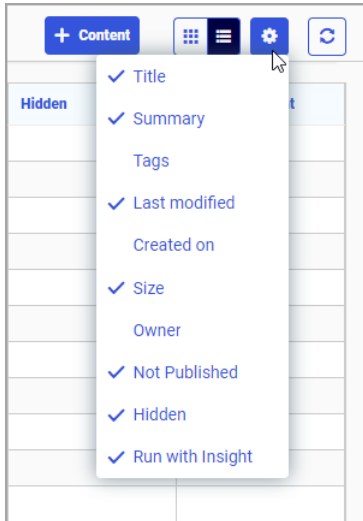 + Content
Hidden
t
Title
Summary
Tags
Last modified
Created on
Size
Owner
Not Published
Hidden
Run with Insight